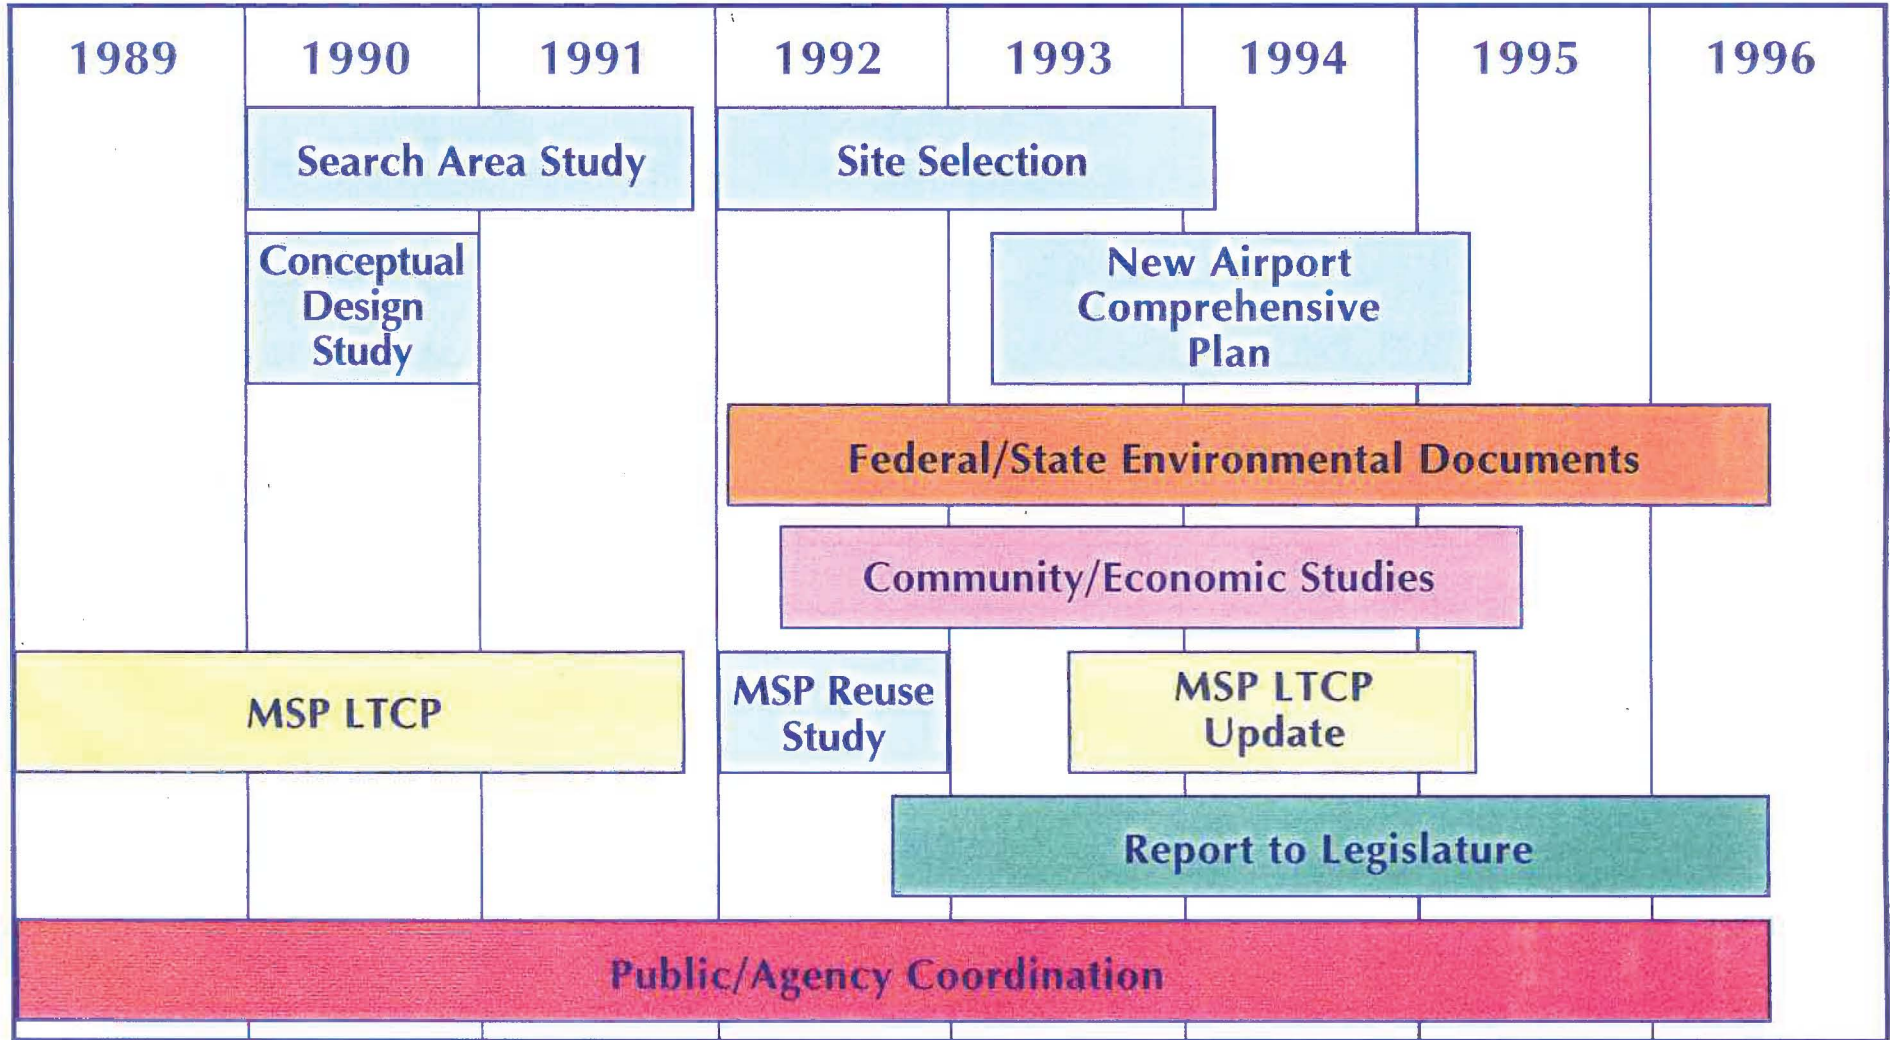 1989 1990 1991 1992 1993 1994 1995 1996
Search Area Study
Site Selection
Conceptual
Design
Study
New Airport
Comprehensive
Plan
Federal/State Environmental Documents
Community/Economic Studies
MSP LTCP
MSP Reuse
Study
MSP LTCP
Update
Report to Legislature
Public/Agency Coordination